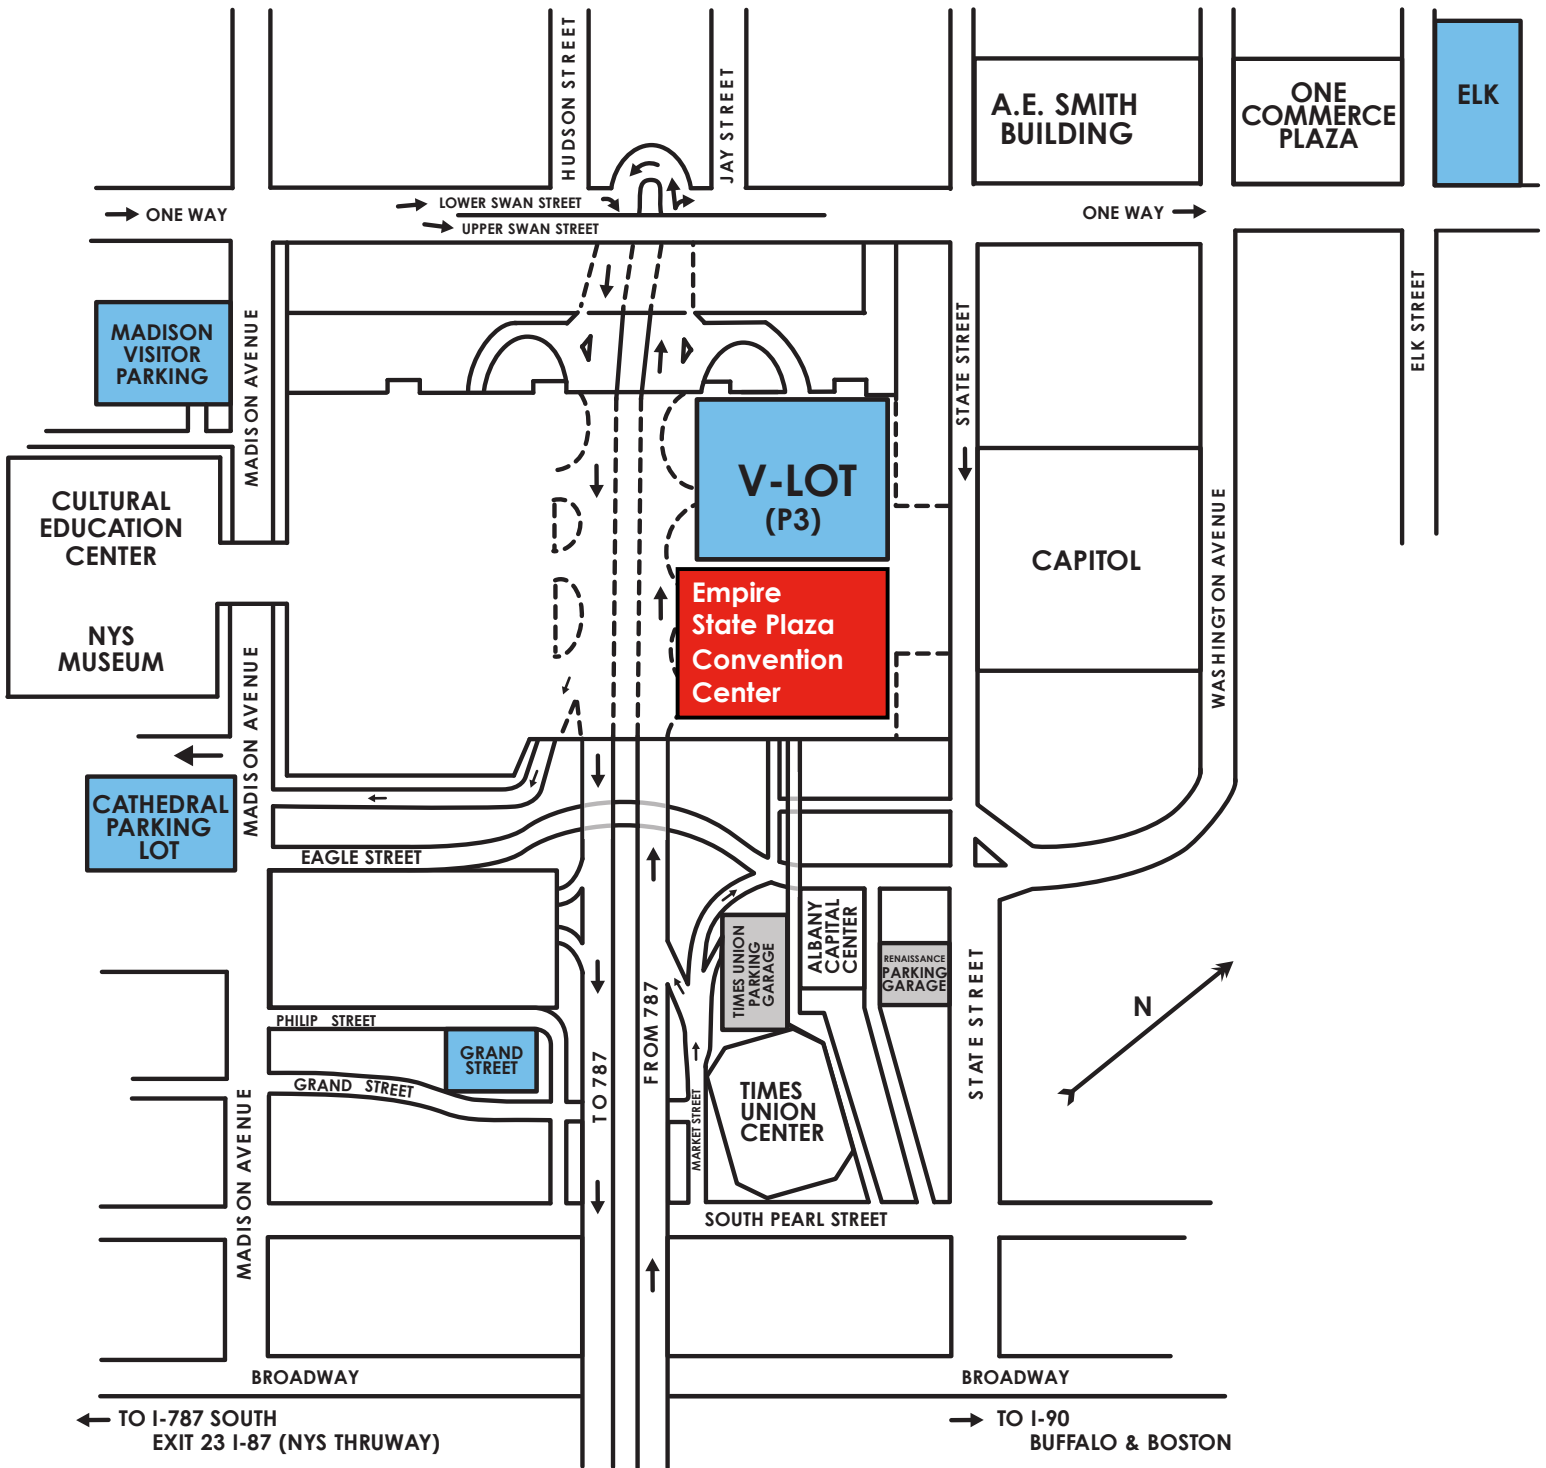 HUDSON STREET
JAY STREET
A.E. SMITH
BUILDING
ONE
COMMERCE
PLAZA
ELK
ONE WAY
LOWER SWAN STREET
UPPER SWAN STREET
ONE WAY
MADISON
VISITOR
PARKING
MADISON AVENUE
STATE STREET
ELK STREET
CULTURAL
EDUCATION
CENTER
NYS
MUSEUM
V-LOT
(P3)
CAPITOL
WASHINGTON AVENUE
Empire
State Plaza
Convention
Center
MADISON AVENUE
CATHEDRAL
PARKING
LOT
EAGLE STREET
TIMES UNION
PARKING
GARAGE
ALBANY
CAPITAL
CENTER
RENAISSANCE
PARKING
GARAGE
STATE STREET
N
PHILIP STREET
GRAND
STREET
GRAND STREET
TO 787
FROM 787
MARKET STREET
TIMES
UNION
CENTER
MADISON AVENUE
SOUTH PEARL STREET
BROADWAY
BROADWAY
TO I-787 SOUTH
EXIT 23 I-87 (NYS THRUWAY)
TO I-90
BUFFALO & BOSTON